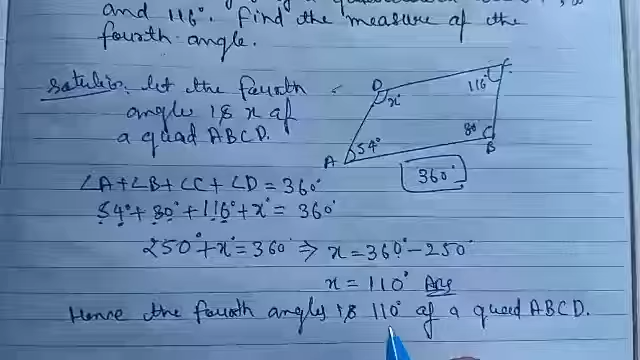 and 116°. Find the measure of the
fourth angle.
Solution, let the fourth
angle is x of
a quad ABCD.
D
x°
C
116°
80°
B
A
54°
360°
∠A+∠B+∠C+∠D = 360°
54°+80°+116°+x° = 360°
250°+x° = 360° ⇒ x = 360° - 250°
x = 110° Ans
Hence the fourth angles is 110° of a quad ABCD.